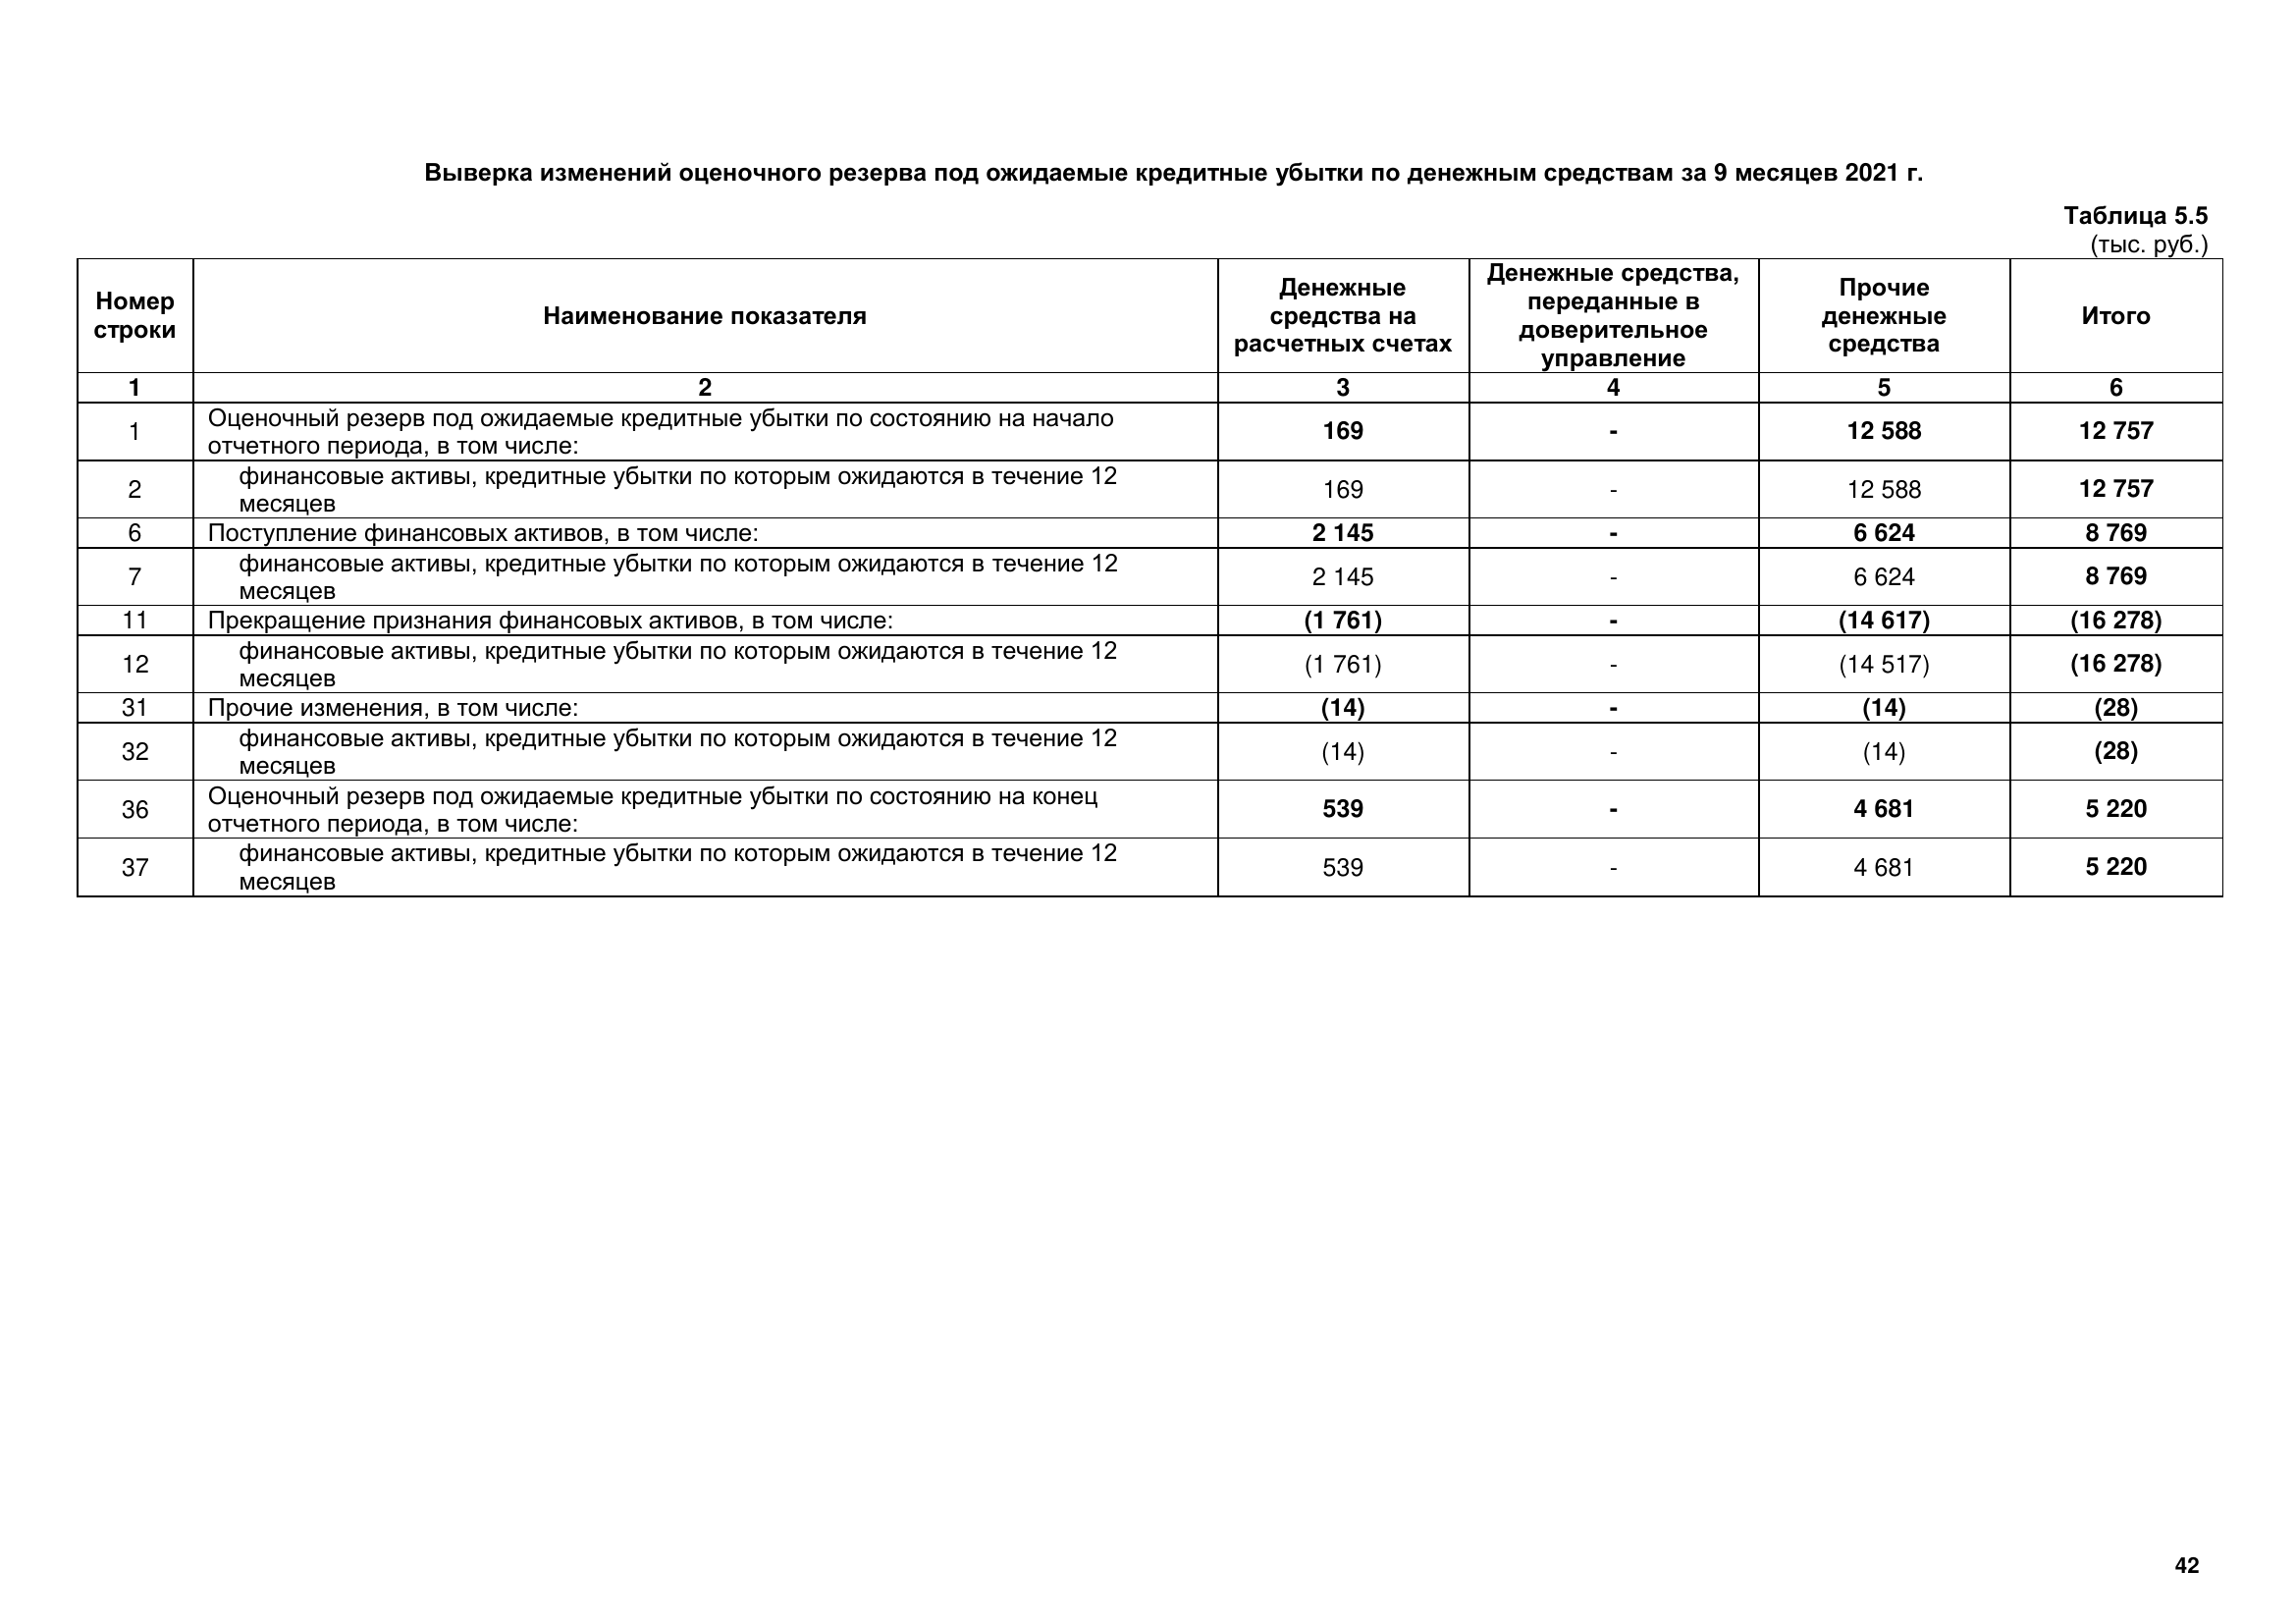 Выверка изменений оценочного резерва под ожидаемые кредитные убытки по денежным средствам за 9 месяцев 2021 г.
Таблица 5.5
(тыс. руб.)
Номер
строки
Наименование показателя
Денежные
средства на
расчетных счетах
Денежные средства,
переданные в
доверительное
управление
Прочие
денежные
средства
Итого
1 2 3 4 5 6
1 Оценочный резерв под ожидаемые кредитные убытки по состоянию на начало
отчетного периода, в том числе: 169 - 12 588 12 757
2 финансовые активы, кредитные убытки по которым ожидаются в течение 12
месяцев 169 - 12 588 12 757
6 Поступление финансовых активов, в том числе: 2 145 - 6 624 8 769
7 финансовые активы, кредитные убытки по которым ожидаются в течение 12
месяцев 2 145 - 6 624 8 769
11 Прекращение признания финансовых активов, в том числе: (1 761) - (14 617) (16 278)
12 финансовые активы, кредитные убытки по которым ожидаются в течение 12
месяцев (1 761) - (14 517) (16 278)
31 Прочие изменения, в том числе: (14) - (14) (28)
32 финансовые активы, кредитные убытки по которым ожидаются в течение 12
месяцев (14) - (14) (28)
36 Оценочный резерв под ожидаемые кредитные убытки по состоянию на конец
отчетного периода, в том числе: 539 - 4 681 5 220
37 финансовые активы, кредитные убытки по которым ожидаются в течение 12
месяцев 539 - 4 681 5 220
42